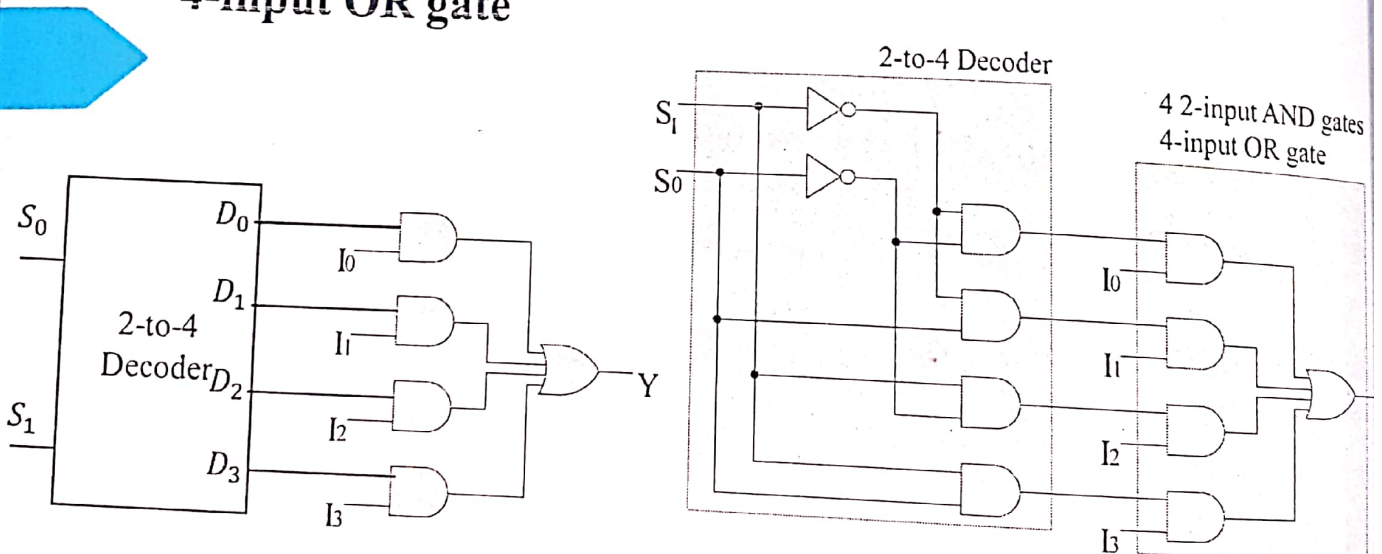 4-input OR gate
2-to-4 Decoder
4 2-input AND gates
4-input OR gate
S0
S1
2-to-4
Decoder
D0
D1
D2
D3
I0
I1
I2
I3
Y
S1
S0
I0
I1
I2
I3